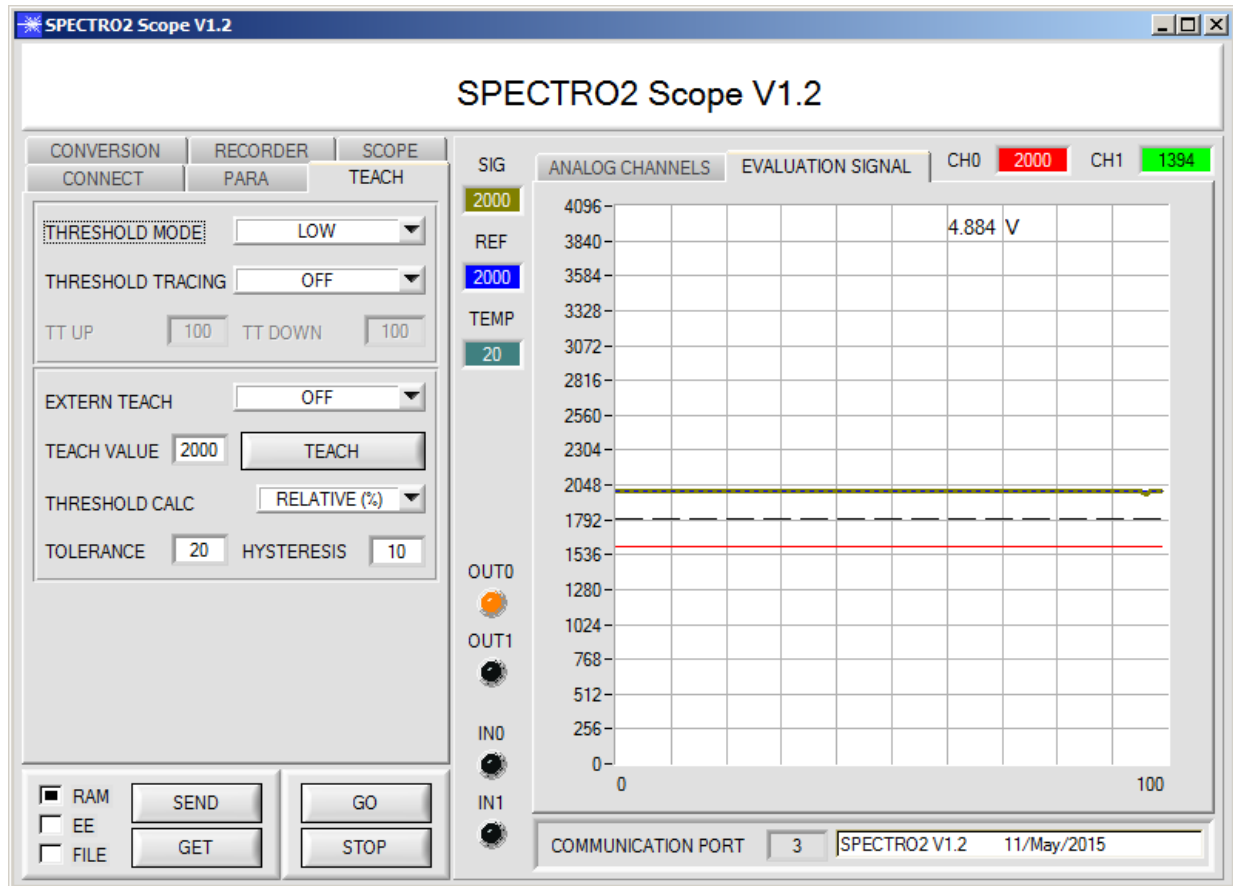 SPECTRO2 Scope V1.2
SPECTRO2 Scope V1.2
CONVERSION RECORDER SCOPE
CONNECT PARA TEACH
THRESHOLD MODE LOW
THRESHOLD TRACING OFF
TT UP 100 TT DOWN 100
EXTERN TEACH OFF
TEACH VALUE 2000 TEACH
THRESHOLD CALC RELATIVE (%)
TOLERANCE 20 HYSTERESIS 10
RAM
EE
FILE
SEND
GET
GO
STOP
SIG
2000
REF
2000
TEMP
20
OUT0
OUT1
IN0
IN1
ANALOG CHANNELS EVALUATION SIGNAL CH0 2000 CH1 1394
4.884 V
4096
3840
3584
3328
3072
2816
2560
2304
2048
1792
1536
1280
1024
768
512
256
0
0 100
COMMUNICATION PORT 3 SPECTRO2 V1.2 11/May/2015